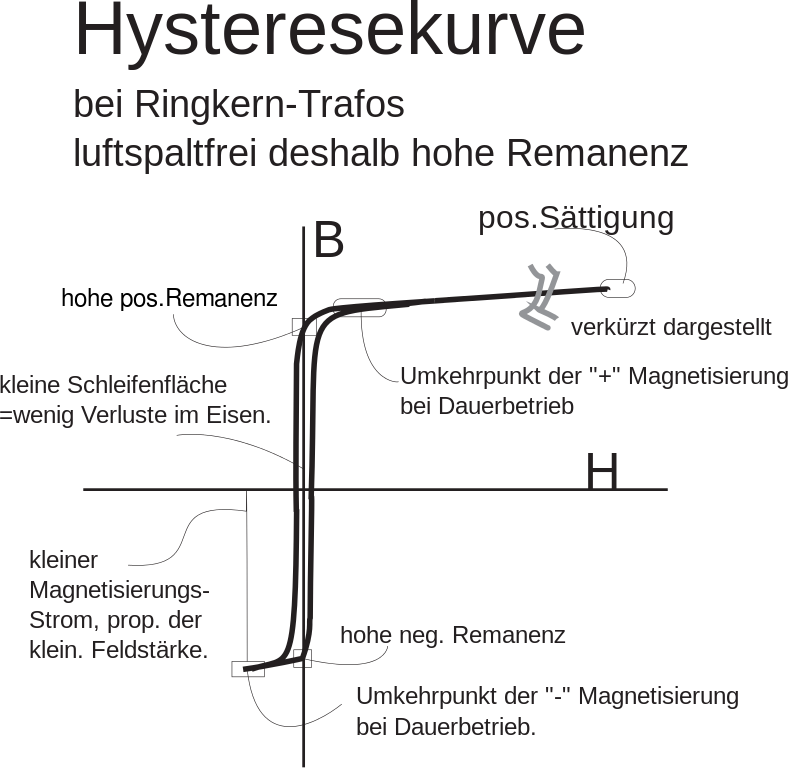 Hysteresekurve
bei Ringkern-Trafos
luftspaltfrei deshalb hohe Remanenz
pos.Sättigung
B
hohe pos.Remanenz
verkürzt dargestellt
kleine Schleifenfläche
=wenig Verluste im Eisen.
Umkehrpunkt der "+" Magnetisierung
bei Dauerbetrieb
H
kleiner
Magnetisierungs-
Strom, prop. der
klein. Feldstärke.
hohe neg. Remanenz
Umkehrpunkt der "-" Magnetisierung
bei Dauerbetrieb.